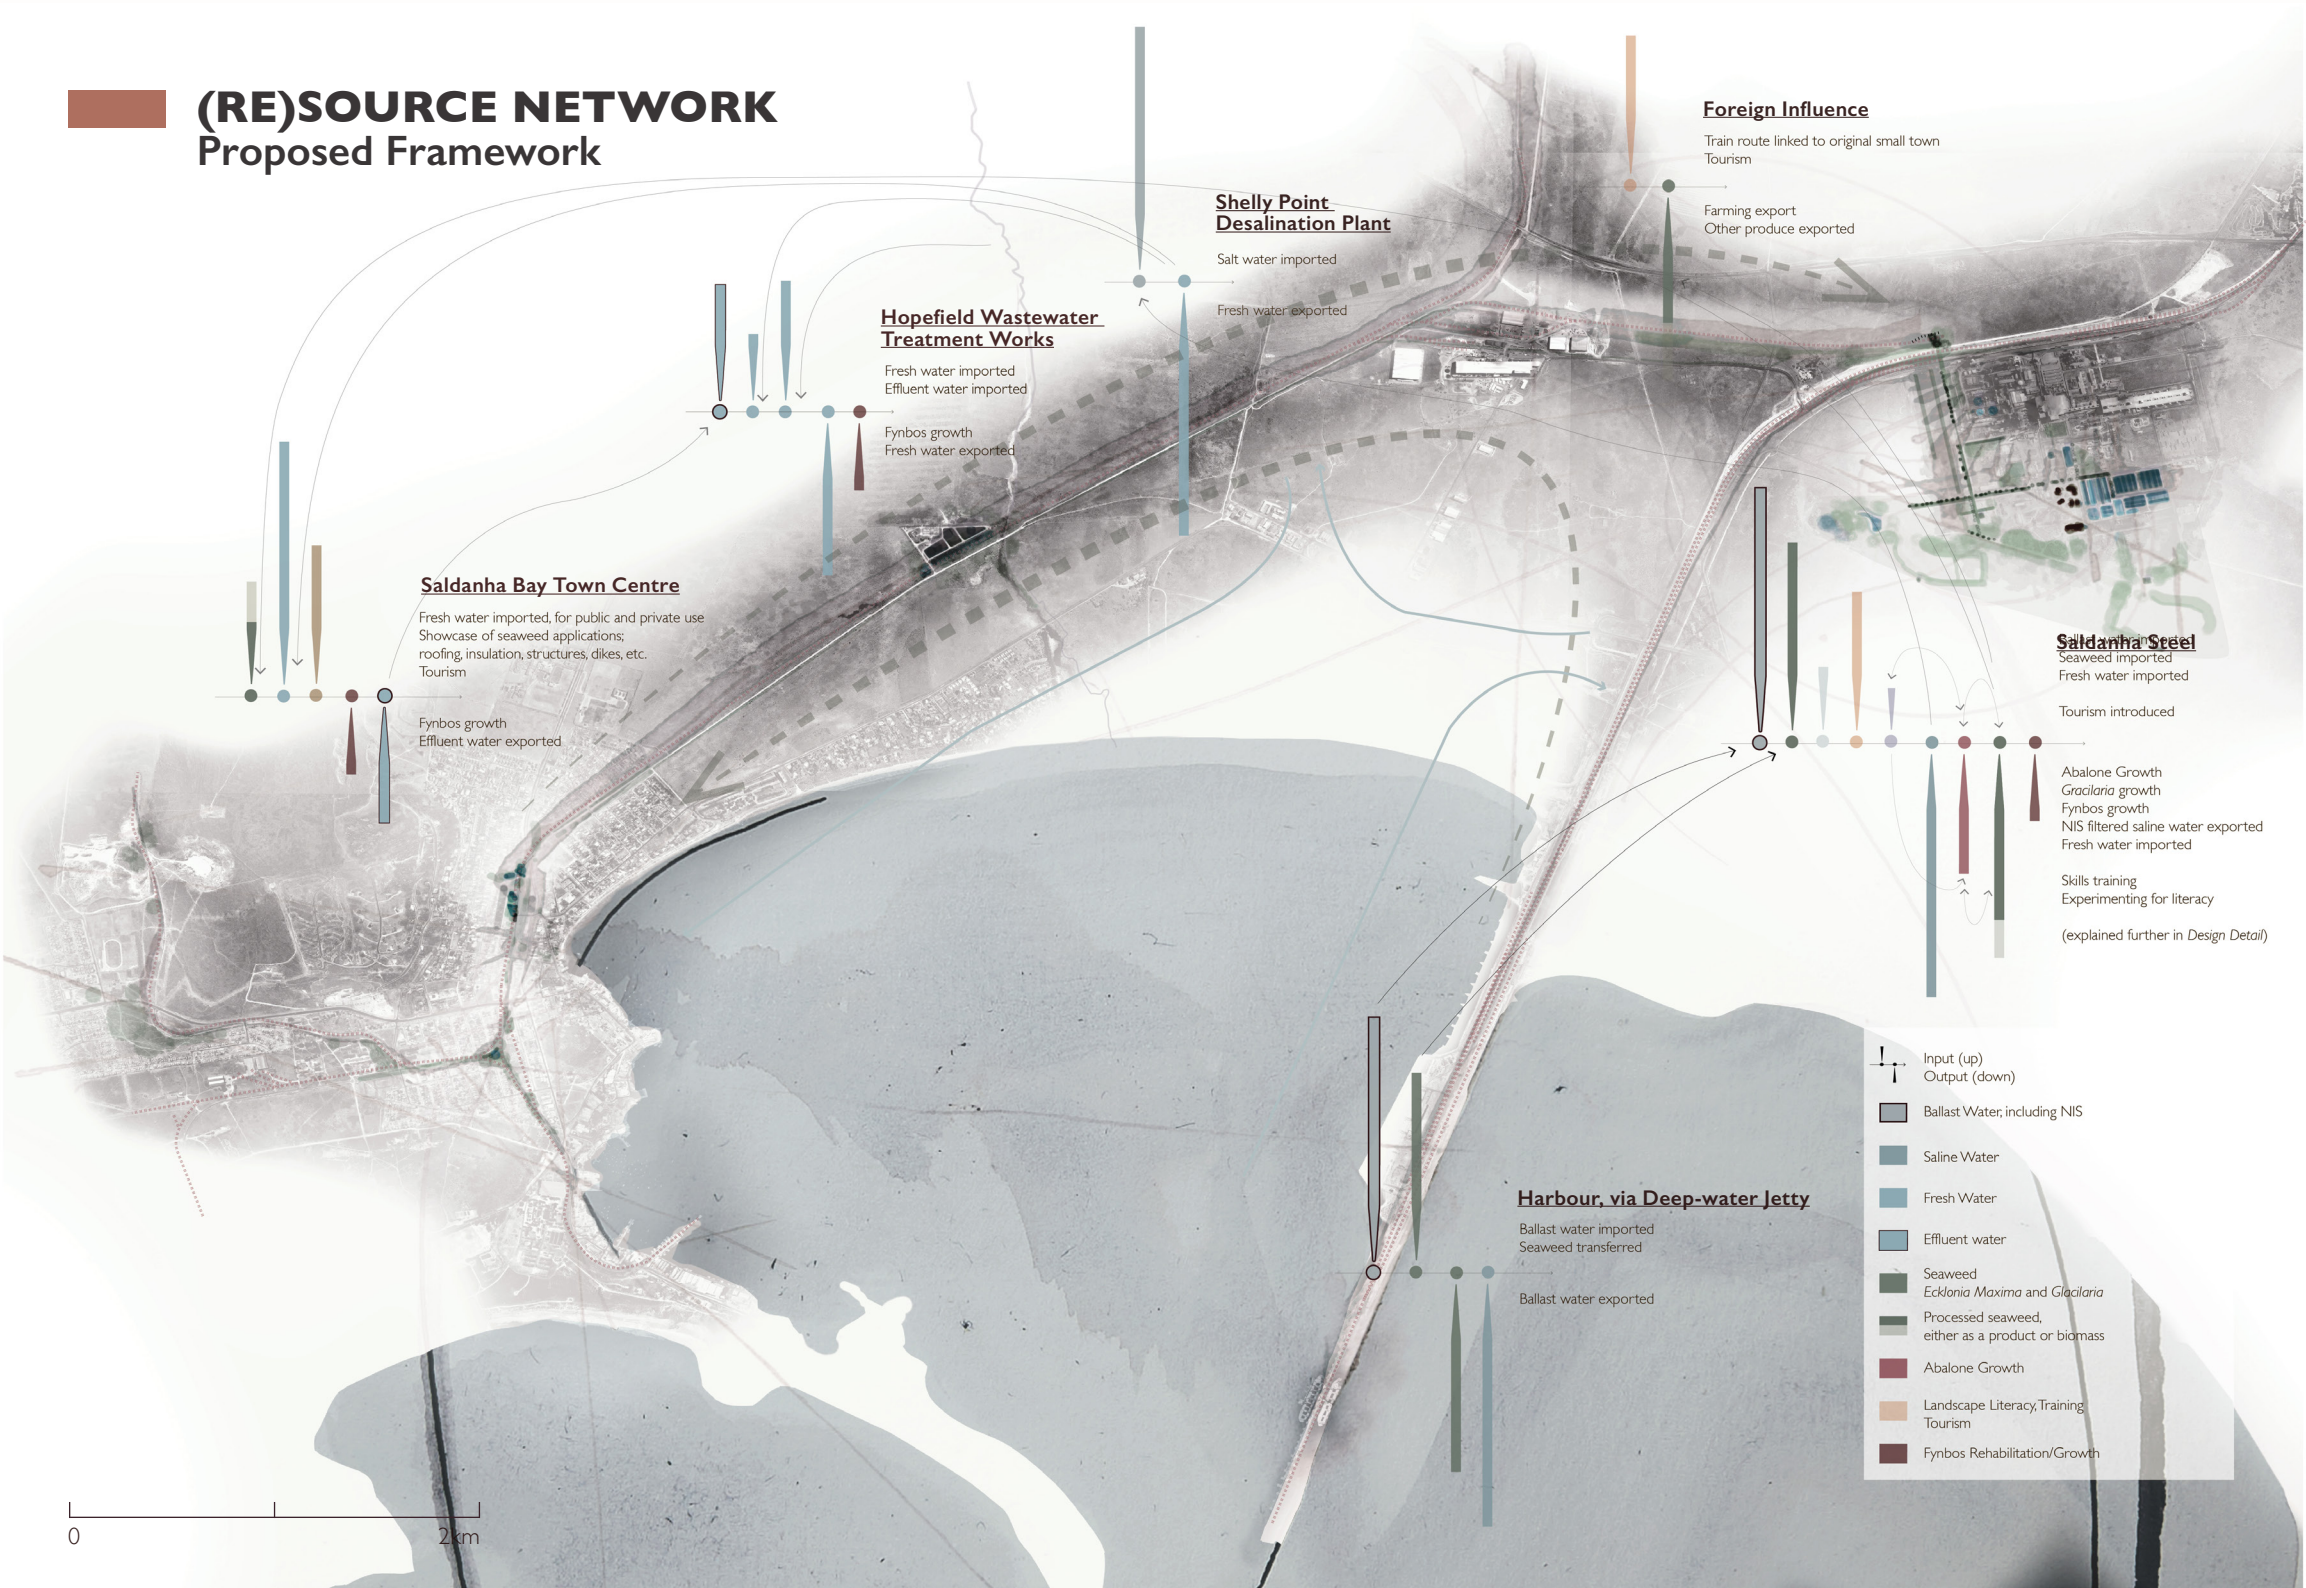 (RE)SOURCE NETWORK
Proposed Framework
Foreign Influence
Train route linked to original small town
Tourism
Farming export
Other produce exported
Shelly Point
Desalination Plant
Salt water imported
Fresh water exported
Hopefield Wastewater
Treatment Works
Fresh water imported
Effluent water imported
Fynbos growth
Fresh water exported
Saldanha Bay Town Centre
Fresh water imported, for public and private use
Showcase of seaweed applications;
roofing, insulation, structures, dikes, etc.
Tourism
Fynbos growth
Effluent water exported
Saldanha Steel
Ballast water imported
Seaweed imported
Fresh water imported
Tourism introduced
Abalone Growth
Gracilaria growth
Fynbos growth
NIS filtered saline water exported
Fresh water imported
Skills training
Experimenting for literacy
(explained further in Design Detail)
Harbour, via Deep-water Jetty
Ballast water imported
Seaweed transferred
Ballast water exported
Input (up)
Output (down)
Ballast Water, including NIS
Saline Water
Fresh Water
Effluent water
Seaweed
Ecklonia Maxima and Glacilaria
Processed seaweed,
either as a product or biomass
Abalone Growth
Landscape Literacy, Training
Tourism
Fynbos Rehabilitation/Growth
0
2km